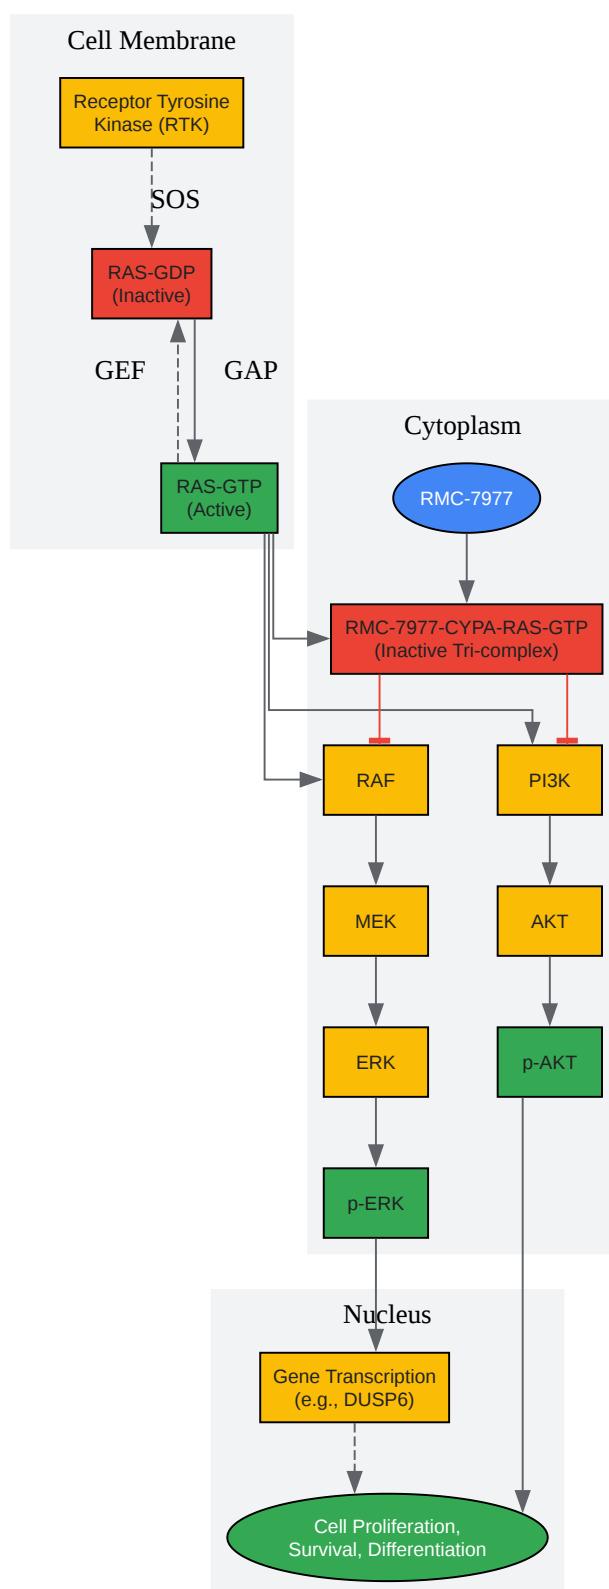 Cell Membrane
Receptor Tyrosine
Kinase (RTK)
SOS
RAS-GDP
(Inactive)
GEF
GAP
RAS-GTP
(Active)
Cytoplasm
RMC-7977
RMC-7977-CYPA-RAS-GTP
(Inactive Tri-complex)
RAF
PI3K
MEK
AKT
ERK
p-AKT
p-ERK
Nucleus
Gene Transcription
(e.g., DUSP6)
Cell Proliferation,
Survival, Differentiation